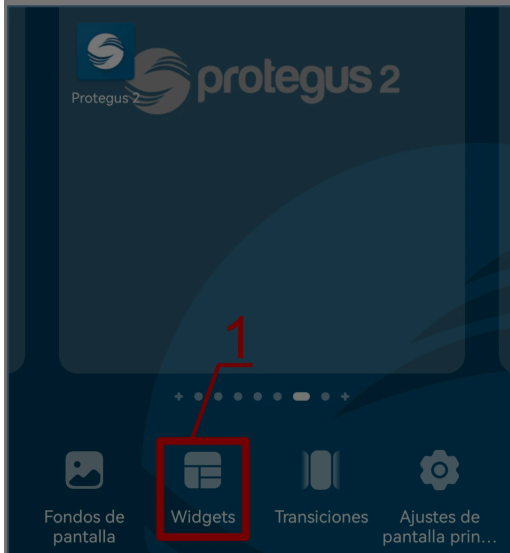 protegus 2
Protegus 2
1
Fondos de
pantalla
Widgets
Transiciones
Ajustes de
pantalla prin...